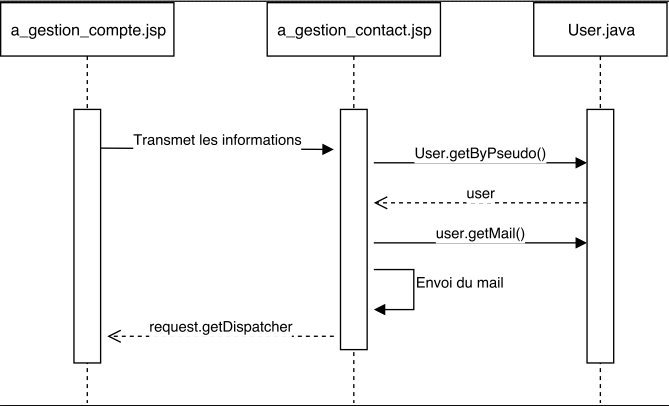 a_gestion_compte.jsp
a_gestion_contact.jsp
User.java
Transmet les informations
User.getByPseudo()
user
user.getMail()
Envoi du mail
request.getDispatcher